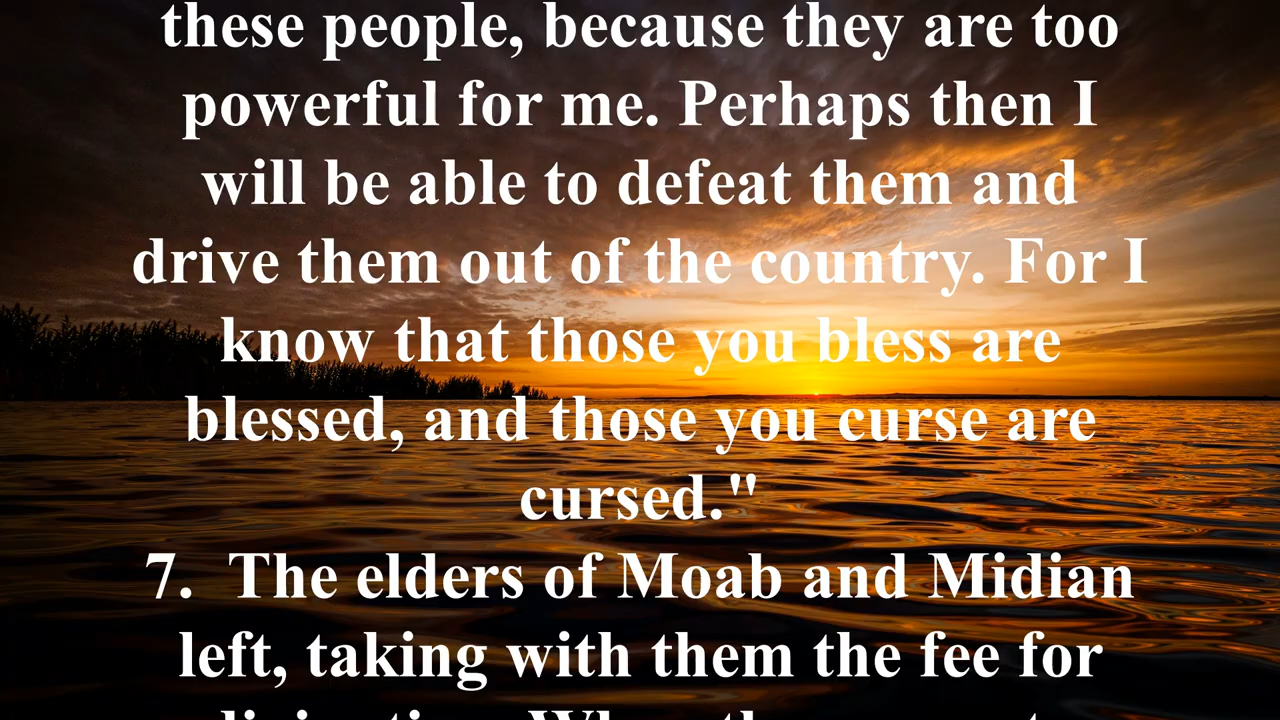 these people, because they are too
powerful for me. Perhaps then I
will be able to defeat them and
drive them out of the country. For I
know that those you bless are
blessed, and those you curse are
cursed."
7.  The elders of Moab and Midian
left, taking with them the fee for